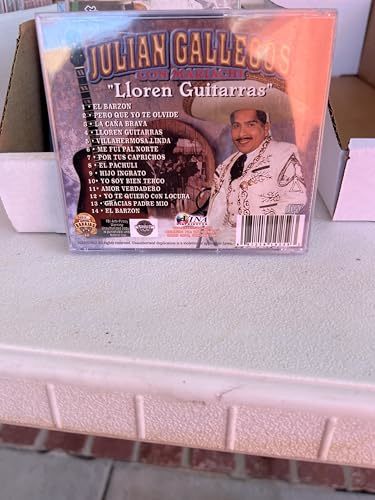 JULIAN GALLEGOS
CON MARIACHI
"Lloren Guitarras"
1 • EL BARZON
2 • PERO QUE YO TE OLVIDE
3 • LA CAÑA BRAVA
4 • LLOREN GUITARRAS
5 • VILLAHERMOSA LINDA
6 • ME FUI PAL NORTE
7 • POR TUS CAPRICHOS
8 • EL PACHULI
9 • HIJO INGRATO
10 • YO SOY BIEN TERCO
11 • AMOR VERDADERO
12 • YO TE QUIERO CON LOCURA
13 • GRACIAS PADRE MIO
14 • EL BARZON